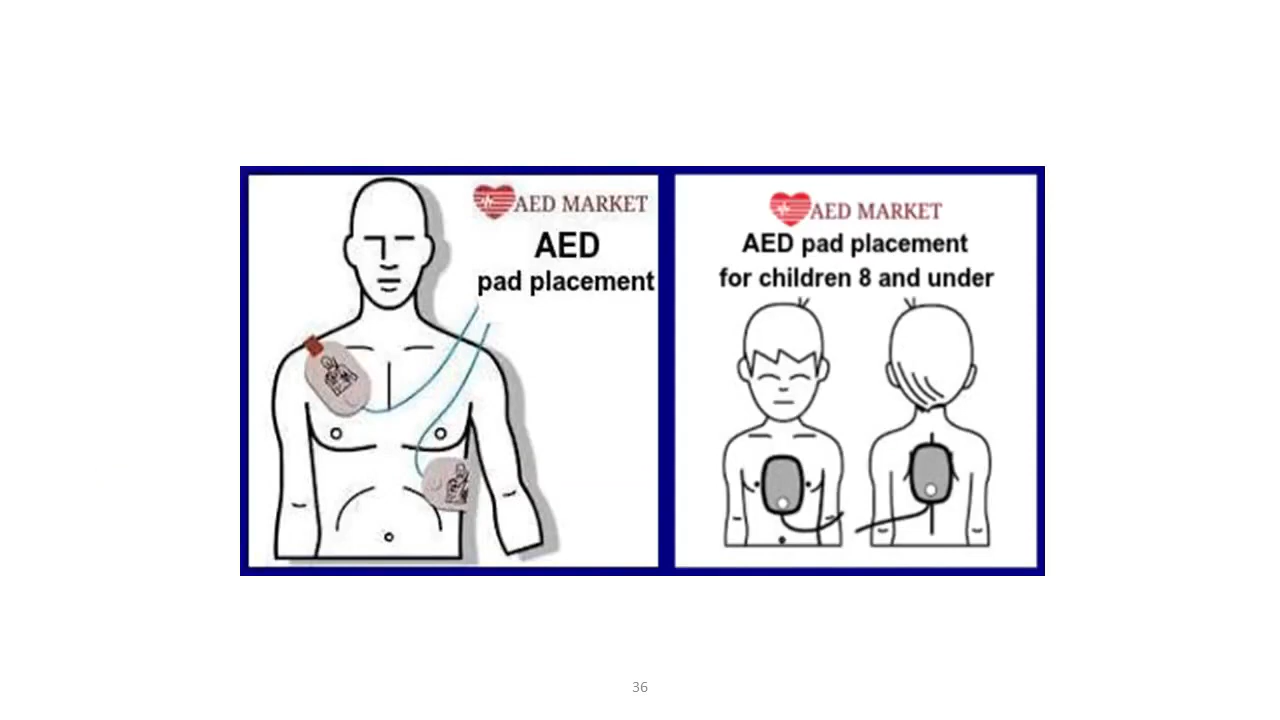 AED MARKET
AED
pad placement
AED MARKET
AED pad placement
for children 8 and under
36